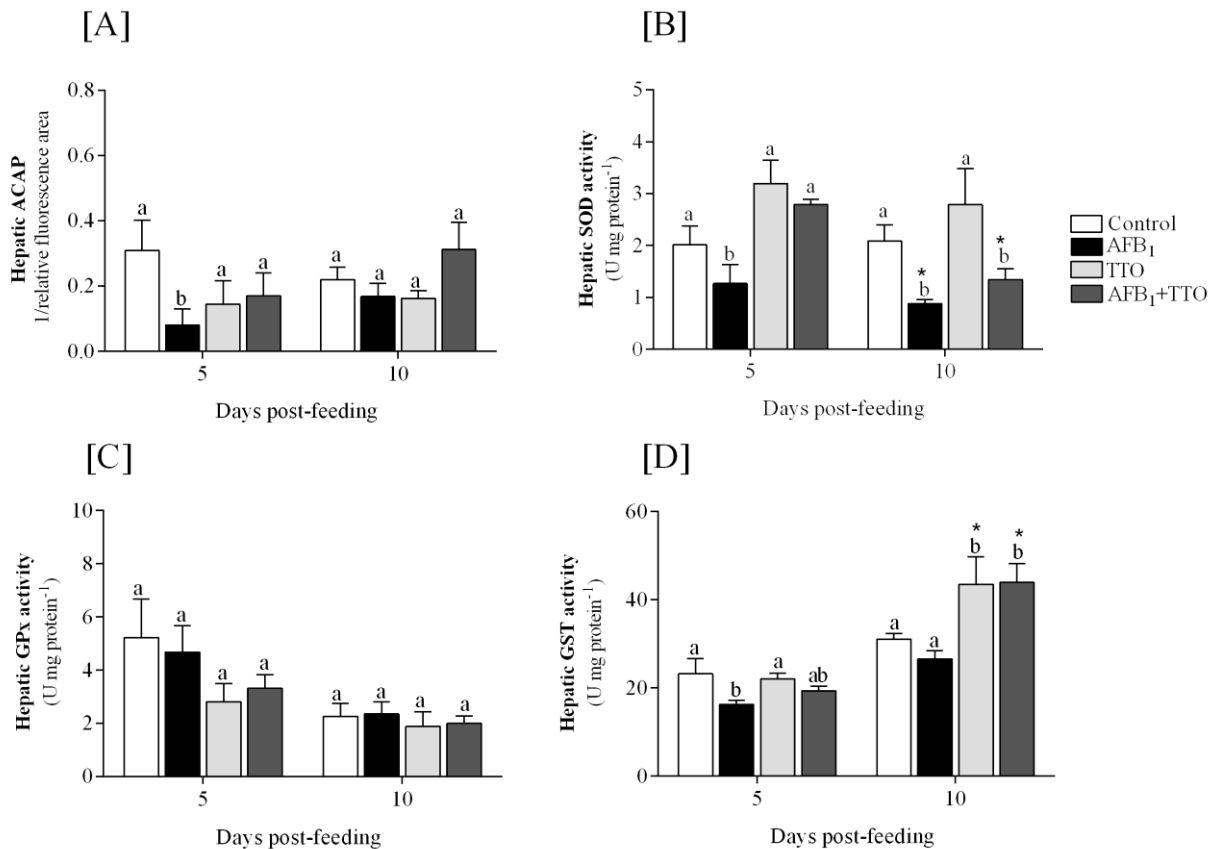 [A]
Hepatic ACAP
1/relative fluorescence area
0.8
0.6
0.4
0.2
0.0
a
b
a
a
a
a
a
a
5
10
Days post-feeding
[B]
Hepatic SOD activity
(U mg protein-1)
5
4
3
2
1
0
a
b
a
a
a
*
b
a
*
b
5
10
Days post-feeding
Control
AFB1
TTO
AFB1+TTO
[C]
Hepatic GPx activity
(U mg protein-1)
10
8
6
4
2
0
a
a
a
a
a
a
a
a
5
10
Days post-feeding
[D]
Hepatic GST activity
(U mg protein-1)
60
40
20
0
a
b
a
ab
a
a
*
b
*
b
5
10
Days post-feeding